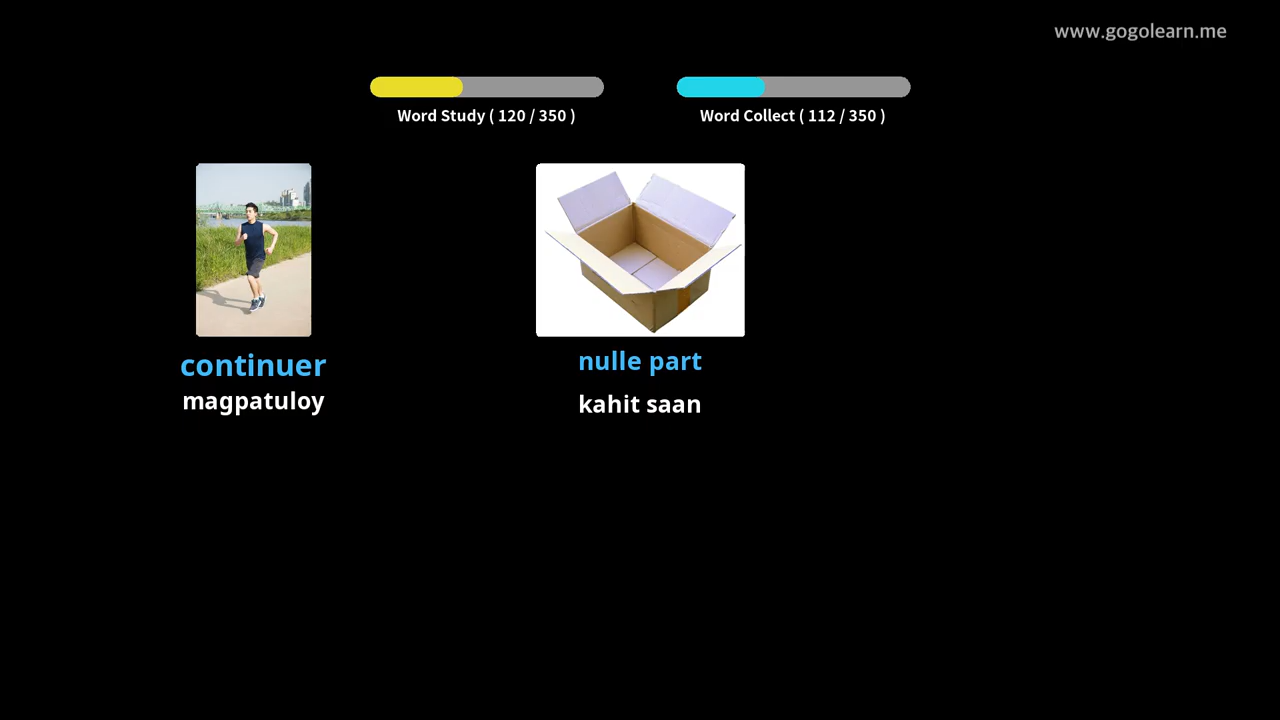 www.gogolearn.me
Word Study ( 120 / 350 )
Word Collect ( 112 / 350 )
continuer
magpatuloy
nulle part
kahit saan